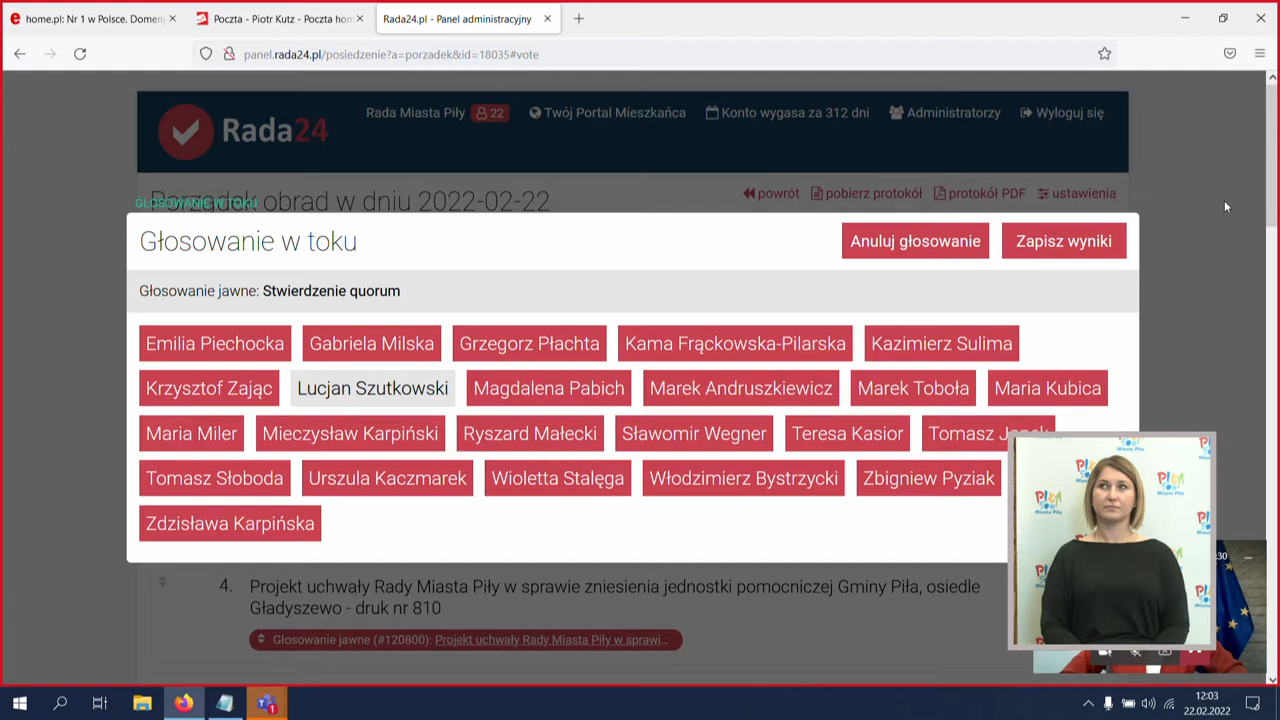 home.pl: Nr 1 w Polsce. Domeny
Poczta - Piotr Kutz - Poczta hom
Rada24.pl - Panel administracyjny
panel.rada24.pl/posiedzenie?a=porzadek&id=18035#vote
Rada24
Rada Miasta Piły 22
Twój Portal Mieszkańca
Konto wygasa za 312 dni
Administratorzy
Wyloguj się
Porządek obrad w dniu 2022-02-22
powrót
pobierz protokół
protokół PDF
ustawienia
GŁOSOWANIE W TOKU
Głosowanie w toku
Anuluj głosowanie
Zapisz wyniki
Głosowanie jawne: Stwierdzenie quorum
Emilia Piechocka Gabriela Milska Grzegorz Płachta Kama Frąckowska-Pilarska Kazimierz Sulima
Krzysztof Zając Lucjan Szutkowski Magdalena Pabich Marek Andruszkiewicz Marek Toboła Maria Kubica
Maria Miler Mieczysław Karpiński Ryszard Małecki Sławomir Wegner Teresa Kasior Tomasz
Tomasz Słoboda Urszula Kaczmarek Wioletta Stalęga Włodzimierz Bystrzycki Zbigniew Pyziak
Zdzisława Karpińska
4. Projekt uchwały Rady Miasta Piły w sprawie zniesienia jednostki pomocniczej Gminy Piła, osiedle
Gładyszewo - druk nr 810
Głosowanie jawne (#120800): Projekt uchwały Rady Miasta Piły w sprawi...
:30
Piła
Miasta Piła
1
12:03
22.02.2022